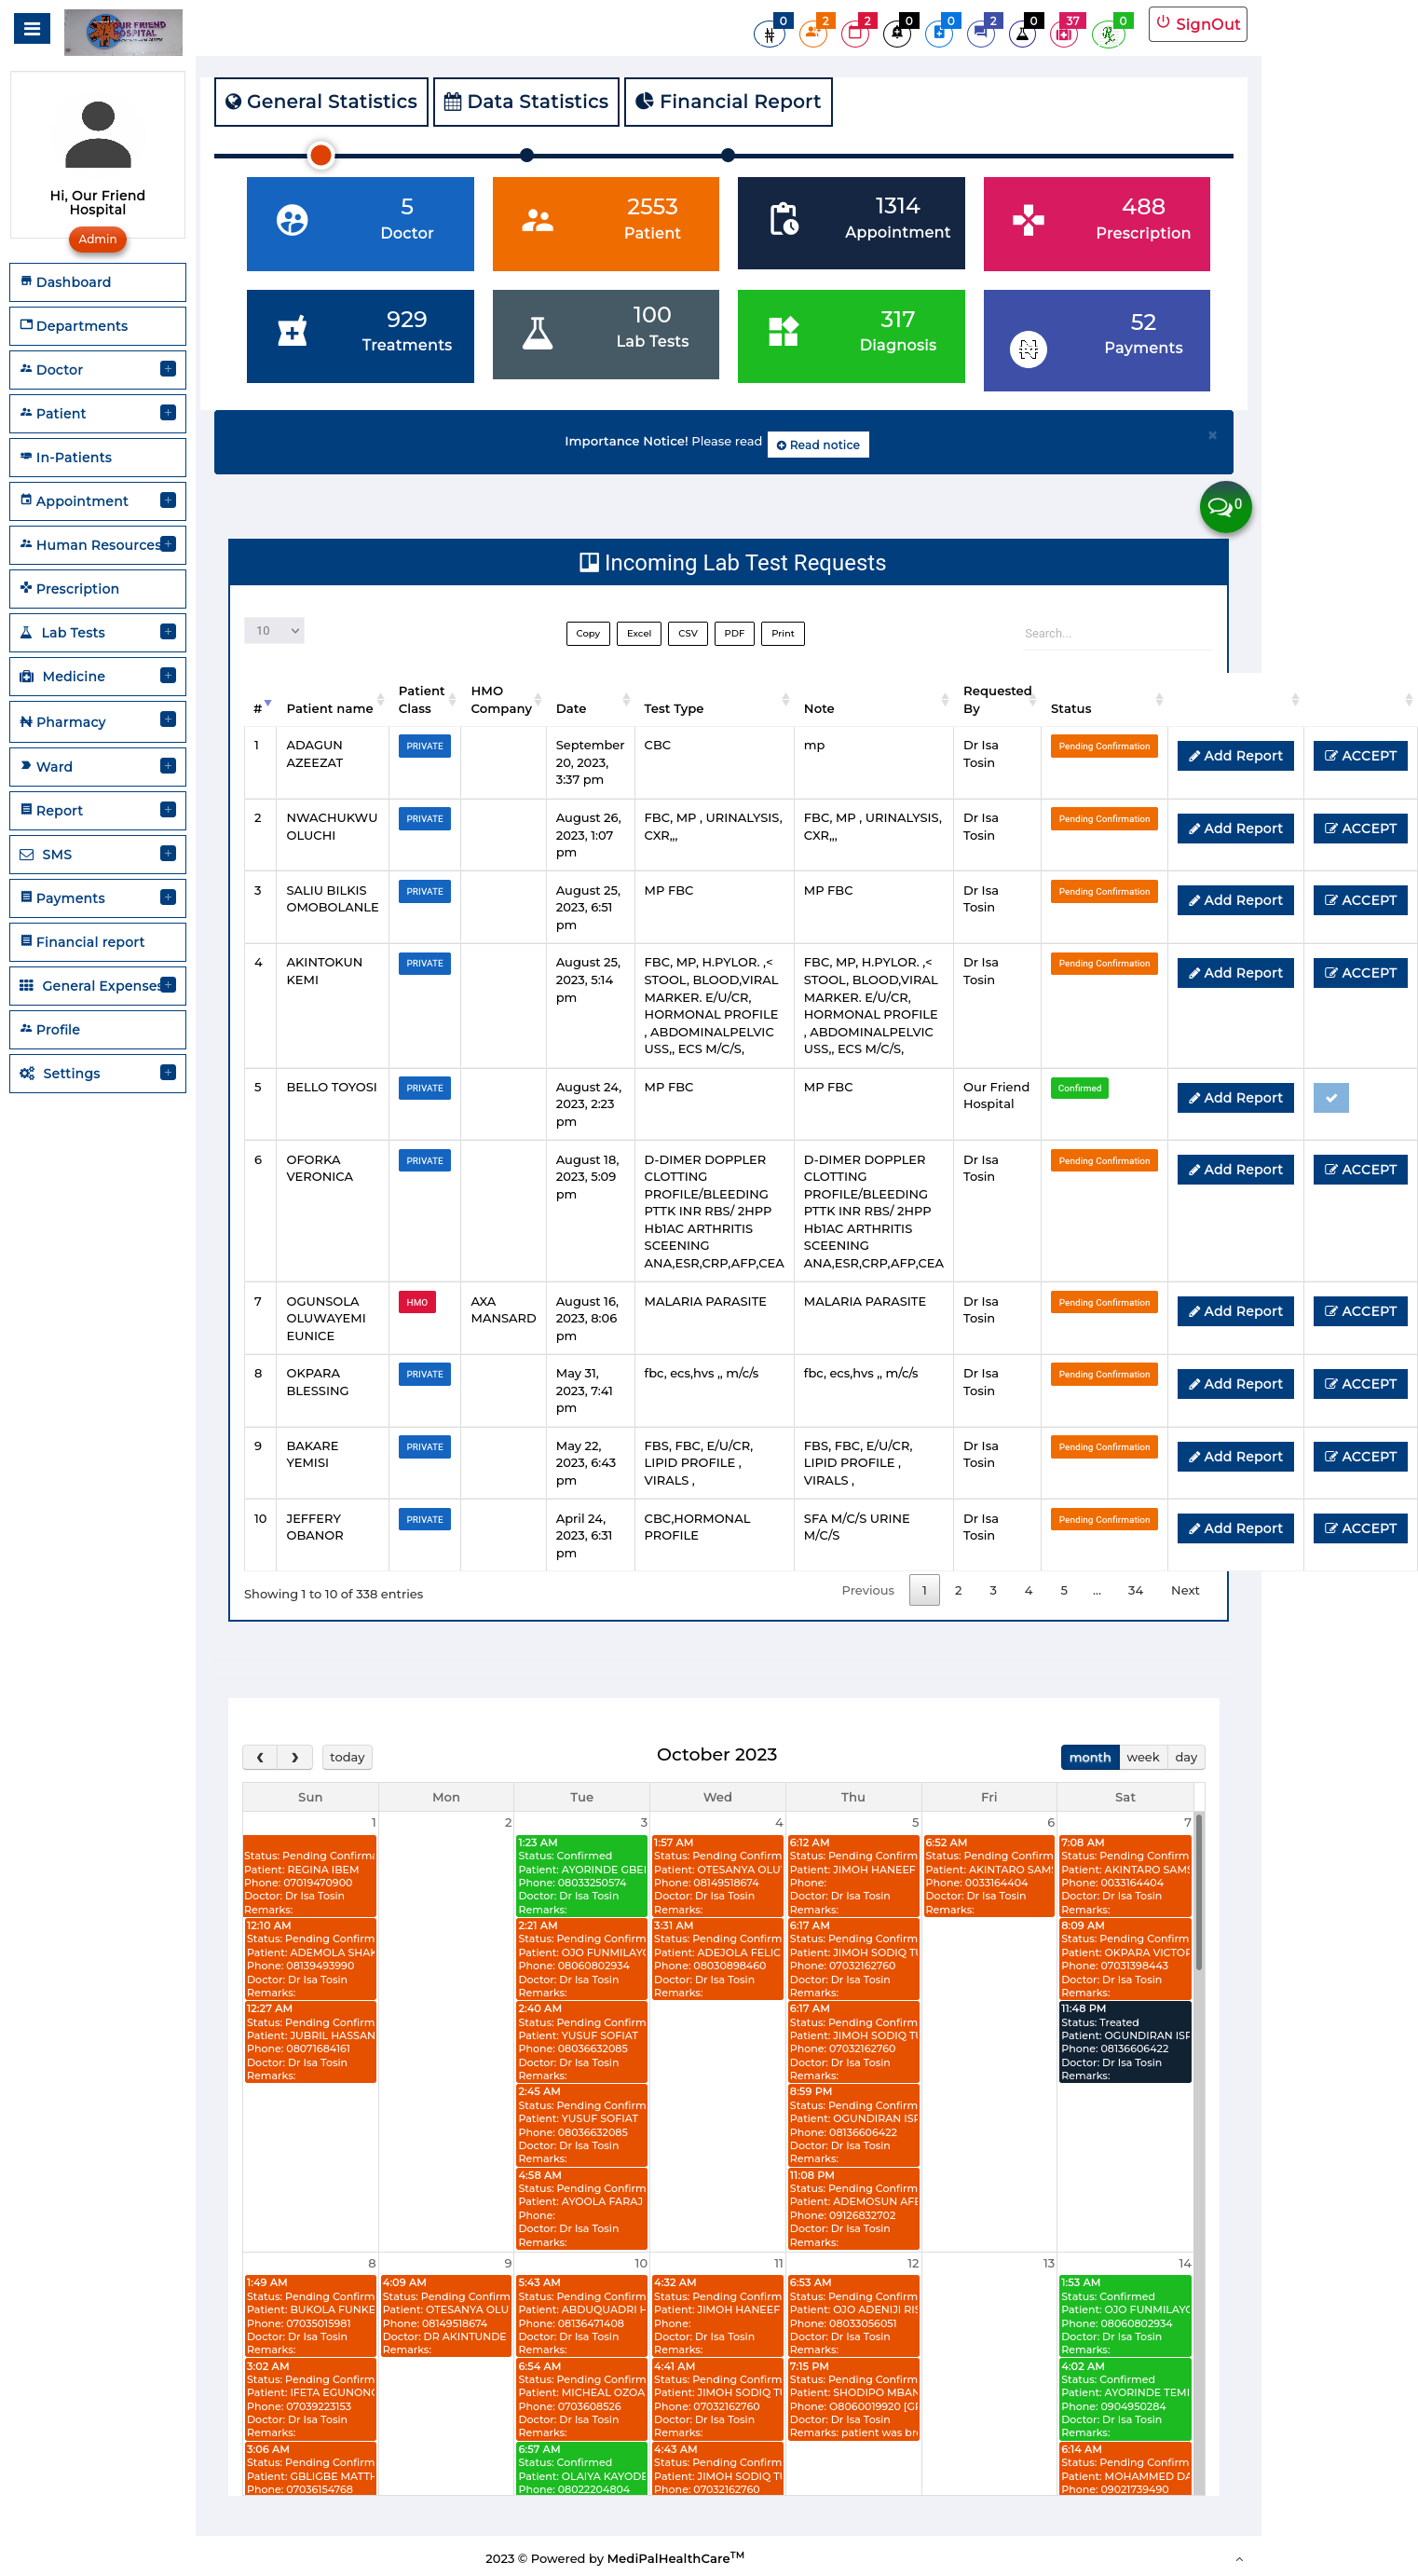 OUR FRIEND
HOSPITAL
0
2
2
0
0
2
0
37
0
SignOut
Hi, Our Friend
Hospital
Admin
Dashboard
Departments
Doctor
Patient
In-Patients
Appointment
Human Resources
Prescription
Lab Tests
Medicine
₦ Pharmacy
Ward
Report
SMS
Payments
Financial report
General Expenses
Profile
Settings
General Statistics
Data Statistics
Financial Report
5
Doctor
2553
Patient
1314
Appointment
488
Prescription
929
Treatments
100
Lab Tests
317
Diagnosis
52
Payments
Importance Notice! Please read Read notice
×
0
Incoming Lab Test Requests
10
Copy Excel CSV PDF Print
Search...
# Patient name Patient Class HMO Company Date Test Type Note Requested By Status
1 ADAGUN AZEEZAT PRIVATE September 20, 2023, 3:37 pm CBC mp Dr Isa Tosin Pending Confirmation Add Report ACCEPT
2 NWACHUKWU OLUCHI PRIVATE August 26, 2023, 1:07 pm FBC, MP , URINALYSIS, CXR,,, FBC, MP , URINALYSIS, CXR,,, Dr Isa Tosin Pending Confirmation Add Report ACCEPT
3 SALIU BILKIS OMOBOLANLE PRIVATE August 25, 2023, 6:51 pm MP FBC MP FBC Dr Isa Tosin Pending Confirmation Add Report ACCEPT
4 AKINTOKUN KEMI PRIVATE August 25, 2023, 5:14 pm FBC, MP, H.PYLOR. ,< STOOL, BLOOD,VIRAL MARKER. E/U/CR, HORMONAL PROFILE , ABDOMINALPELVIC USS,, ECS M/C/S, FBC, MP, H.PYLOR. ,< STOOL, BLOOD,VIRAL MARKER. E/U/CR, HORMONAL PROFILE , ABDOMINALPELVIC USS,, ECS M/C/S, Dr Isa Tosin Pending Confirmation Add Report ACCEPT
5 BELLO TOYOSI PRIVATE August 24, 2023, 2:23 pm MP FBC MP FBC Our Friend Hospital Confirmed Add Report
6 OFORKA VERONICA PRIVATE August 18, 2023, 5:09 pm D-DIMER DOPPLER CLOTTING PROFILE/BLEEDING PTTK INR RBS/ 2HPP Hb1AC ARTHRITIS SCEENING ANA,ESR,CRP,AFP,CEA D-DIMER DOPPLER CLOTTING PROFILE/BLEEDING PTTK INR RBS/ 2HPP Hb1AC ARTHRITIS SCEENING ANA,ESR,CRP,AFP,CEA Dr Isa Tosin Pending Confirmation Add Report ACCEPT
7 OGUNSOLA OLUWAYEMI EUNICE HMO AXA MANSARD August 16, 2023, 8:06 pm MALARIA PARASITE MALARIA PARASITE Dr Isa Tosin Pending Confirmation Add Report ACCEPT
8 OKPARA BLESSING PRIVATE May 31, 2023, 7:41 pm fbc, ecs,hvs ,, m/c/s fbc, ecs,hvs ,, m/c/s Dr Isa Tosin Pending Confirmation Add Report ACCEPT
9 BAKARE YEMISI PRIVATE May 22, 2023, 6:43 pm FBS, FBC, E/U/CR, LIPID PROFILE , VIRALS , FBS, FBC, E/U/CR, LIPID PROFILE , VIRALS , Dr Isa Tosin Pending Confirmation Add Report ACCEPT
10 JEFFERY OBANOR PRIVATE April 24, 2023, 6:31 pm CBC,HORMONAL PROFILE SFA M/C/S URINE M/C/S Dr Isa Tosin Pending Confirmation Add Report ACCEPT
Showing 1 to 10 of 338 entries
Previous 1 2 3 4 5 … 34 Next
today
October 2023
month week day
Sun Mon Tue Wed Thu Fri Sat
1
Status: Pending Confirma
Patient: REGINA IBEM
Phone: 07019470900
Doctor: Dr Isa Tosin
Remarks:
12:10 AM
Status: Pending Confirm
Patient: ADEMOLA SHAK
Phone: 08139493990
Doctor: Dr Isa Tosin
Remarks:
12:27 AM
Status: Pending Confirm
Patient: JUBRIL HASSAN
Phone: 08071684161
Doctor: Dr Isa Tosin
Remarks:
2
3
1:23 AM
Status: Confirmed
Patient: AYORINDE GBE
Phone: 08033250574
Doctor: Dr Isa Tosin
Remarks:
2:21 AM
Status: Pending Confirm
Patient: OJO FUNMILAYO
Phone: 08060802934
Doctor: Dr Isa Tosin
Remarks:
2:40 AM
Status: Pending Confirm
Patient: YUSUF SOFIAT
Phone: 08036632085
Doctor: Dr Isa Tosin
Remarks:
2:45 AM
Status: Pending Confirm
Patient: YUSUF SOFIAT
Phone: 08036632085
Doctor: Dr Isa Tosin
Remarks:
4:58 AM
Status: Pending Confirm
Patient: AYOOLA FARAJ
Phone:
Doctor: Dr Isa Tosin
Remarks:
4
1:57 AM
Status: Pending Confirm
Patient: OTESANYA OLU
Phone: 08149518674
Doctor: Dr Isa Tosin
Remarks:
3:31 AM
Status: Pending Confirm
Patient: ADEJOLA FELIC
Phone: 08030898460
Doctor: Dr Isa Tosin
Remarks:
5
6:12 AM
Status: Pending Confirm
Patient: JIMOH HANEEF
Phone:
Doctor: Dr Isa Tosin
Remarks:
6:17 AM
Status: Pending Confirm
Patient: JIMOH SODIQ TU
Phone: 07032162760
Doctor: Dr Isa Tosin
Remarks:
6:17 AM
Status: Pending Confirm
Patient: JIMOH SODIQ TU
Phone: 07032162760
Doctor: Dr Isa Tosin
Remarks:
8:59 PM
Status: Pending Confirm
Patient: OGUNDIRAN ISR
Phone: 08136606422
Doctor: Dr Isa Tosin
Remarks:
11:08 PM
Status: Pending Confirm
Patient: ADEMOSUN AFE
Phone: 09126832702
Doctor: Dr Isa Tosin
Remarks:
6
6:52 AM
Status: Pending Confirm
Patient: AKINTARO SAMS
Phone: 0033164404
Doctor: Dr Isa Tosin
Remarks:
7
7:08 AM
Status: Pending Confirm
Patient: AKINTARO SAMS
Phone: 0033164404
Doctor: Dr Isa Tosin
Remarks:
8:09 AM
Status: Pending Confirm
Patient: OKPARA VICTOR
Phone: 07031398443
Doctor: Dr Isa Tosin
Remarks:
11:48 PM
Status: Treated
Patient: OGUNDIRAN ISR
Phone: 08136606422
Doctor: Dr Isa Tosin
Remarks:
8
1:49 AM
Status: Pending Confirm
Patient: BUKOLA FUNKE
Phone: 07035015981
Doctor: Dr Isa Tosin
Remarks:
3:02 AM
Status: Pending Confirm
Patient: IFETA EGUNONO
Phone: 07039223153
Doctor: Dr Isa Tosin
Remarks:
3:06 AM
Status: Pending Confirm
Patient: GBLIGBE MATTH
Phone: 07036154768
9
4:09 AM
Status: Pending Confirm
Patient: OTESANYA OLU
Phone: 08149518674
Doctor: DR AKINTUNDE
Remarks:
10
5:43 AM
Status: Pending Confirm
Patient: ABDUQUADRI H
Phone: 08136471408
Doctor: Dr Isa Tosin
Remarks:
6:54 AM
Status: Pending Confirm
Patient: MICHEAL OZOA
Phone: 0703608526
Doctor: Dr Isa Tosin
Remarks:
6:57 AM
Status: Confirmed
Patient: OLAIYA KAYODE
Phone: 08022204804
11
4:32 AM
Status: Pending Confirm
Patient: JIMOH HANEEF
Phone:
Doctor: Dr Isa Tosin
Remarks:
4:41 AM
Status: Pending Confirm
Patient: JIMOH SODIQ TU
Phone: 07032162760
Doctor: Dr Isa Tosin
Remarks:
4:43 AM
Status: Pending Confirm
Patient: JIMOH SODIQ TU
Phone: 07032162760
12
6:53 AM
Status: Pending Confirm
Patient: OJO ADENIJI RIS
Phone: 08033056051
Doctor: Dr Isa Tosin
Remarks:
7:15 PM
Status: Pending Confirm
Patient: SHODIPO MBAN
Phone: O8060019920 [GR
Doctor: Dr Isa Tosin
Remarks: patient was bro
13
14
1:53 AM
Status: Confirmed
Patient: OJO FUNMILAYO
Phone: 08060802934
Doctor: Dr Isa Tosin
Remarks:
4:02 AM
Status: Confirmed
Patient: AYORINDE TEMI
Phone: 0904950284
Doctor: Dr Isa Tosin
Remarks:
6:14 AM
Status: Pending Confirm
Patient: MOHAMMED DA
Phone: 09021739490
2023 © Powered by MediPalHealthCare™